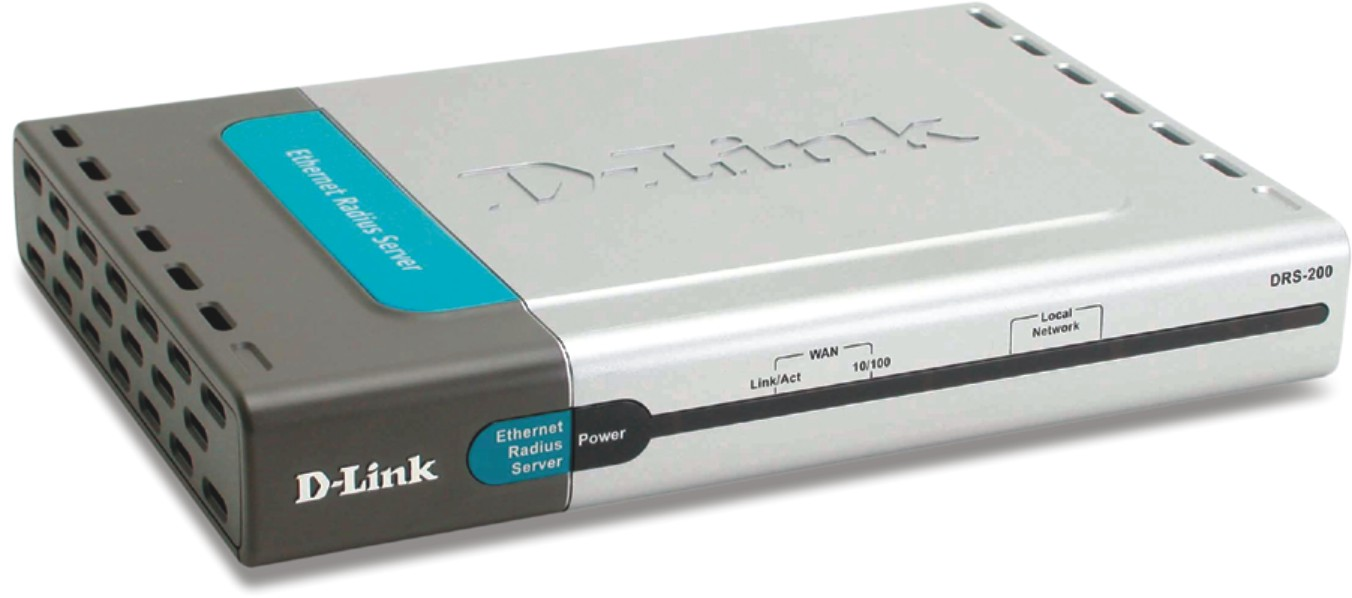 D-Link
Ethernet Radius Server
DRS-200
Local
Network
WAN
Link/Act
10/100
Ethernet
Radius
Server
Power
D-Link